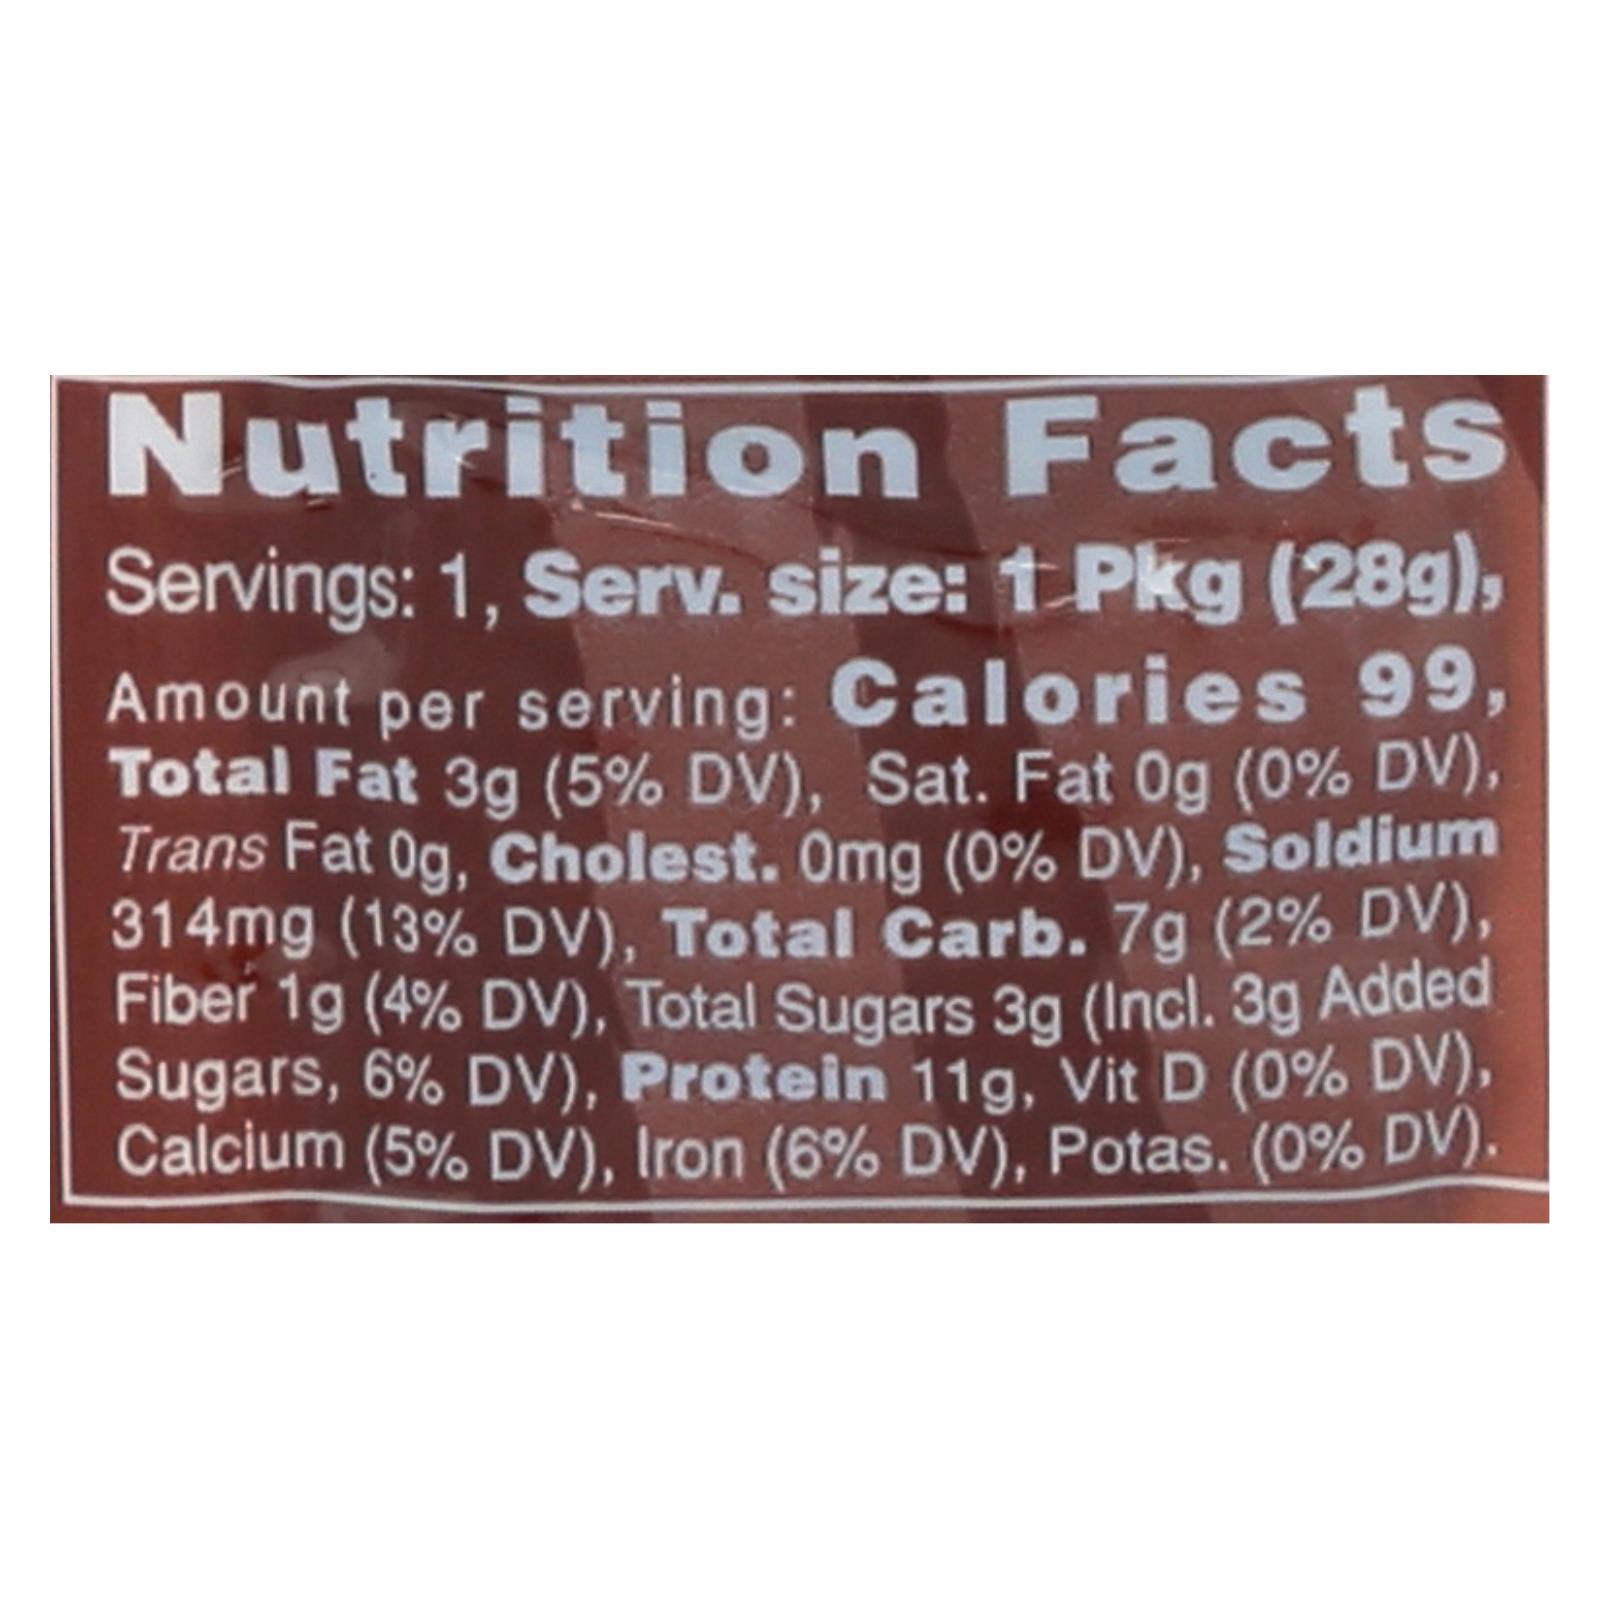 Nutrition Facts
Servings: 1, Serv. size: 1 Pkg (28g),
Amount per serving: Calories 99,
Total Fat 3g (5% DV), Sat. Fat 0g (0% DV),
Trans Fat 0g, Cholest. 0mg (0% DV), Soldium
314mg (13% DV), Total Carb. 7g (2% DV),
Fiber 1g (4% DV), Total Sugars 3g (Incl. 3g Added
Sugars, 6% DV), Protein 11g, Vit D (0% DV),
Calcium (5% DV), Iron (6% DV), Potas. (0% DV).